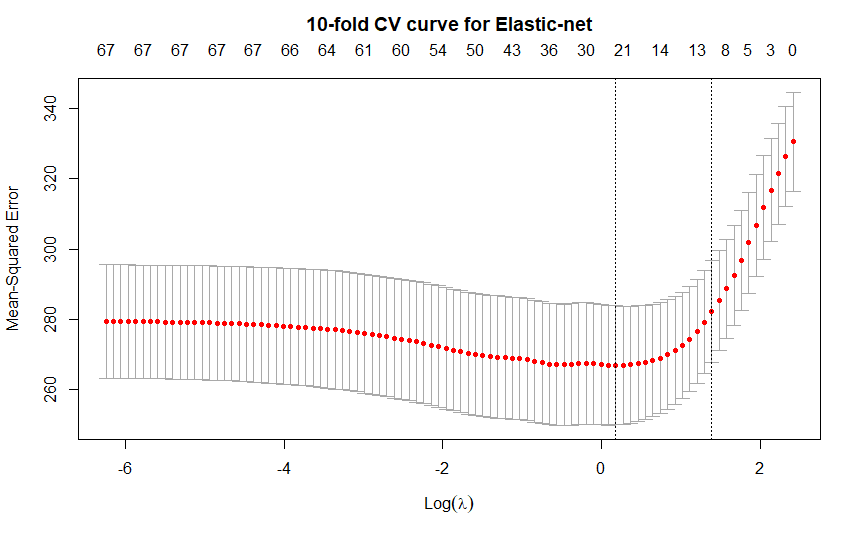 10-fold CV curve for Elastic-net
67 67 67 67 67 66 64 61 60 54 50 43 36 30 21 14 13 8 5 3 0
340
320
300
280
260
Mean-Squared Error
-6 -4 -2 0 2
Log(λ)